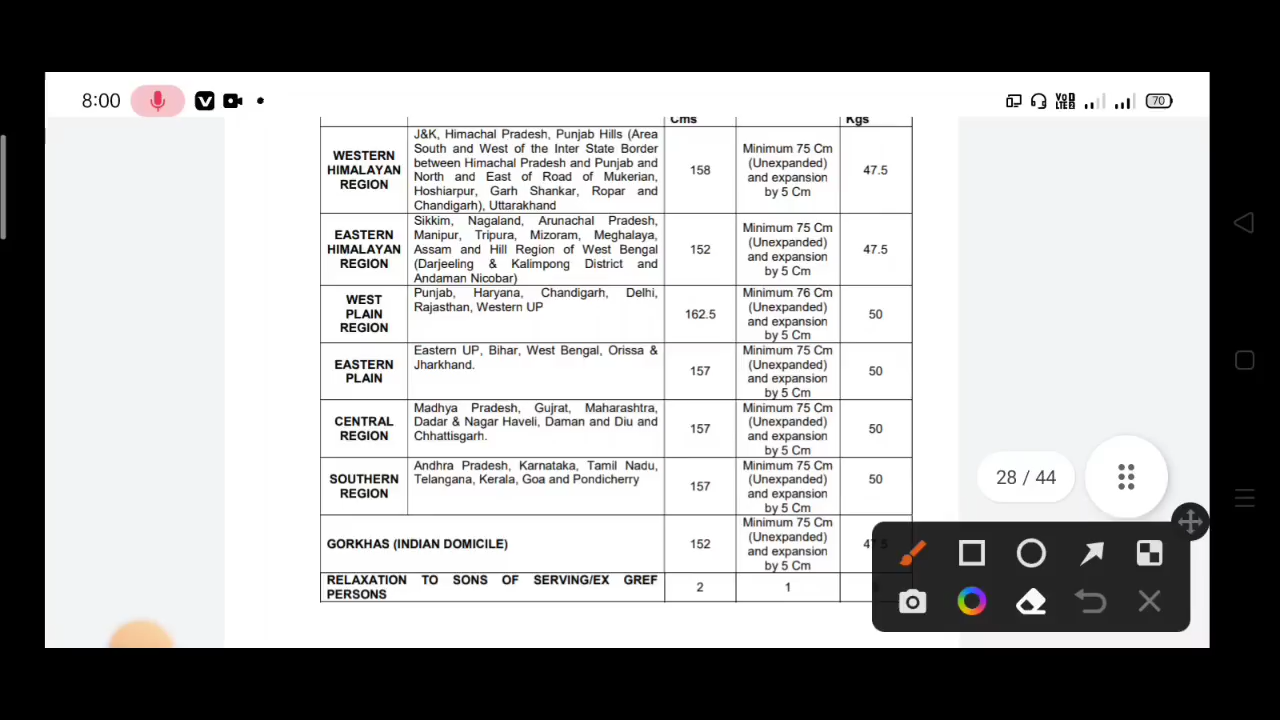 8:00
VoD
LTE2
70
Cms
Kgs
WESTERN
HIMALAYAN
REGION
J&K, Himachal Pradesh, Punjab Hills (Area
South and West of the Inter State Border
between Himachal Pradesh and Punjab and
North and East of Road of Mukerian,
Hoshiarpur, Garh Shankar, Ropar and
Chandigarh), Uttarakhand
158
Minimum 75 Cm
(Unexpanded)
and expansion
by 5 Cm
47.5
EASTERN
HIMALAYAN
REGION
Sikkim, Nagaland, Arunachal Pradesh,
Manipur, Tripura, Mizoram, Meghalaya,
Assam and Hill Region of West Bengal
(Darjeeling & Kalimpong District and
Andaman Nicobar)
152
Minimum 75 Cm
(Unexpanded)
and expansion
by 5 Cm
47.5
WEST
PLAIN
REGION
Punjab, Haryana, Chandigarh, Delhi,
Rajasthan, Western UP
162.5
Minimum 76 Cm
(Unexpanded)
and expansion
by 5 Cm
50
EASTERN
PLAIN
Eastern UP, Bihar, West Bengal, Orissa &
Jharkhand.
157
Minimum 75 Cm
(Unexpanded)
and expansion
by 5 Cm
50
CENTRAL
REGION
Madhya Pradesh, Gujrat, Maharashtra,
Dadar & Nagar Haveli, Daman and Diu and
Chhattisgarh.
157
Minimum 75 Cm
(Unexpanded)
and expansion
by 5 Cm
50
SOUTHERN
REGION
Andhra Pradesh, Karnataka, Tamil Nadu,
Telangana, Kerala, Goa and Pondicherry
157
Minimum 75 Cm
(Unexpanded)
and expansion
by 5 Cm
50
GORKHAS (INDIAN DOMICILE)
152
Minimum 75 Cm
(Unexpanded)
and expansion
by 5 Cm
47.5
RELAXATION TO SONS OF SERVING/EX GREF
PERSONS
2
1
28 / 44